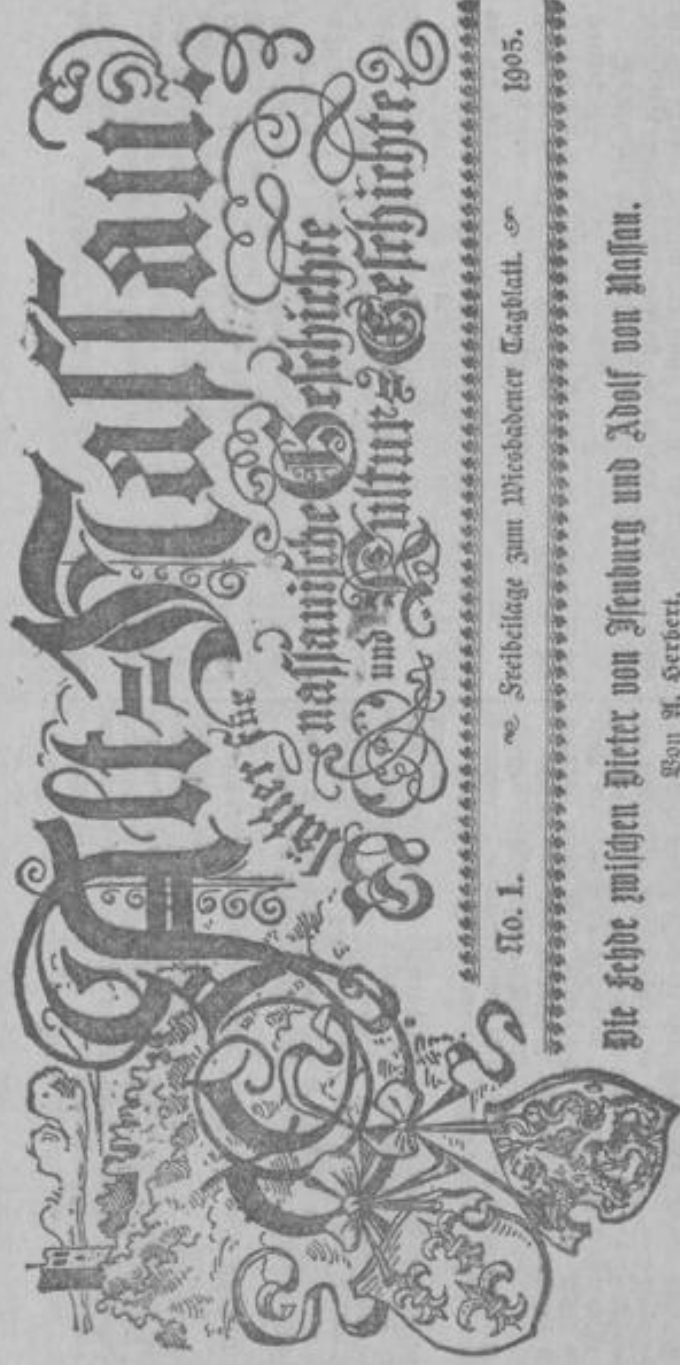 Alt-Nassau
Blätter für
nassauische Geschichte
und Kultur-Geschichte
No. 1. Freibeilage zum Wiesbadener Tagblatt. 1905.
Die Fehde zwischen Dieter von Isenburg und Adolf von Nassau.
Von A. Herbert.